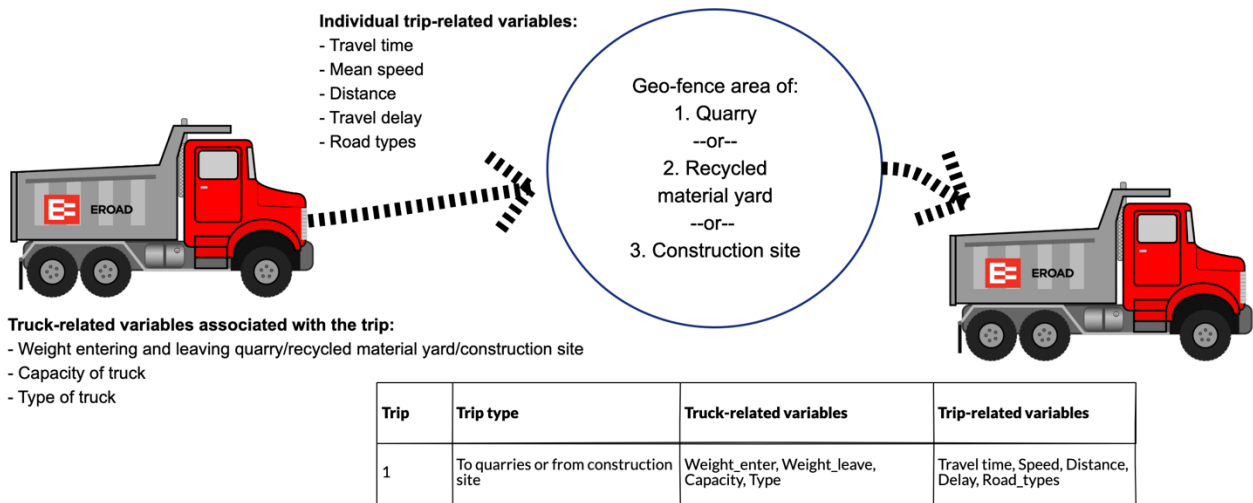 Individual trip-related variables:
- Travel time
- Mean speed
- Distance
- Travel delay
- Road types
Geo-fence area of:
1. Quarry
--or--
2. Recycled
material yard
--or--
3. Construction site
EROAD
EROAD
Truck-related variables associated with the trip:
- Weight entering and leaving quarry/recycled material yard/construction site
- Capacity of truck
- Type of truck
Trip
Trip type
Truck-related variables
Trip-related variables
1
To quarries or from construction
site
Weight_enter, Weight_leave,
Capacity, Type
Travel time, Speed, Distance,
Delay, Road_types